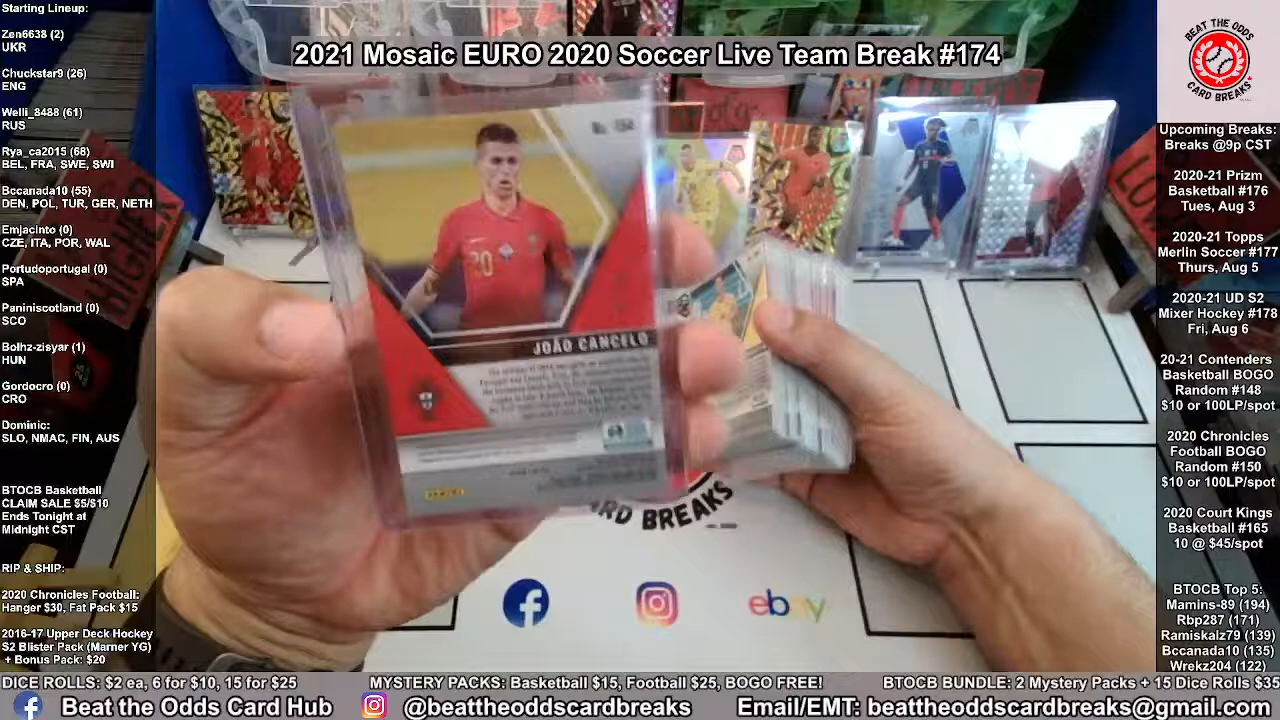 Starting Lineup:
Zen6638 (2)
UKR
Chuckster9 (26)
ENG
Welli_8488 (61)
RUS
Rya_ca2015 (68)
BEL, FRA, SWE, SWI
Bccanada10 (55)
DEN, POL, TUR, GER, NETH
Emjacinto (0)
CZE, ITA, POR, WAL
Portudoportugal (0)
SPA
Paniniscotland (0)
SCO
Bolhz-zisyar (1)
HUN
Gordocro (0)
CRO
Dominic:
SLO, NMAC, FIN, AUS
BTOCB Basketball
CLAIM SALE $5/$10
Ends Tonight at
Midnight CST
RIP & SHIP:
2020 Chronicles Football:
Hanger $30, Fat Pack $15
2016-17 Upper Deck Hockey
S2 Blister Pack (Marner YG)
+ Bonus Pack: $20
2021 Mosaic EURO 2020 Soccer Live Team Break #174
HIGHER
20
JOÃO CANCELO
PANINI
CARD BREAKS
ebay
BEAT THE ODDS
CARD BREAKS
Upcoming Breaks:
Breaks @9p CST
2020-21 Prizm
Basketball #176
Tues, Aug 3
2020-21 Topps
Merlin Soccer #177
Thurs, Aug 5
2020-21 UD S2
Mixer Hockey #178
Fri, Aug 6
20-21 Contenders
Basketball BOGO
Random #148
$10 or 100LP/spot
2020 Chronicles
Football BOGO
Random #150
$10 or 100LP/spot
2020 Court Kings
Basketball #165
10 @ $45/spot
BTOCB Top 5:
Mamins-89 (194)
Rbp287 (171)
Ramiskalz79 (139)
Bccanada10 (135)
Wrekz204 (122)
DICE ROLLS: $2 ea, 6 for $10, 15 for $25
MYSTERY PACKS: Basketball $15, Football $25, BOGO FREE!
BTOCB BUNDLE: 2 Mystery Packs + 15 Dice Rolls $35
Beat the Odds Card Hub
@beattheoddscardbreaks
Email/EMT: beattheoddscardbreaks@gmail.com